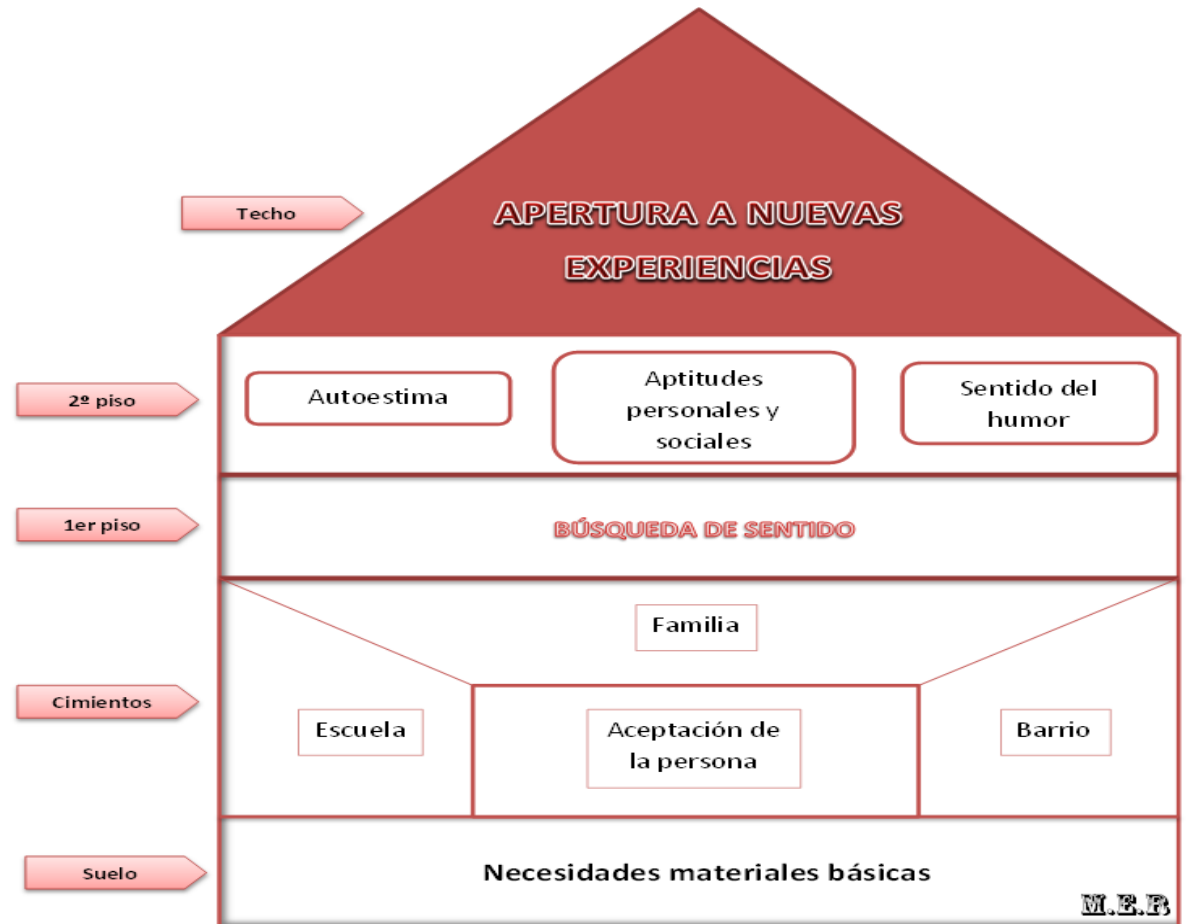 Techo
APERTURA A NUEVAS
EXPERIENCIAS
2º piso
Autoestima
Aptitudes
personales y
sociales
Sentido del
humor
1er piso
BÚSQUEDA DE SENTIDO
Cimientos
Familia
Escuela
Aceptación de
la persona
Barrio
Suelo
Necesidades materiales básicas
M.E.R